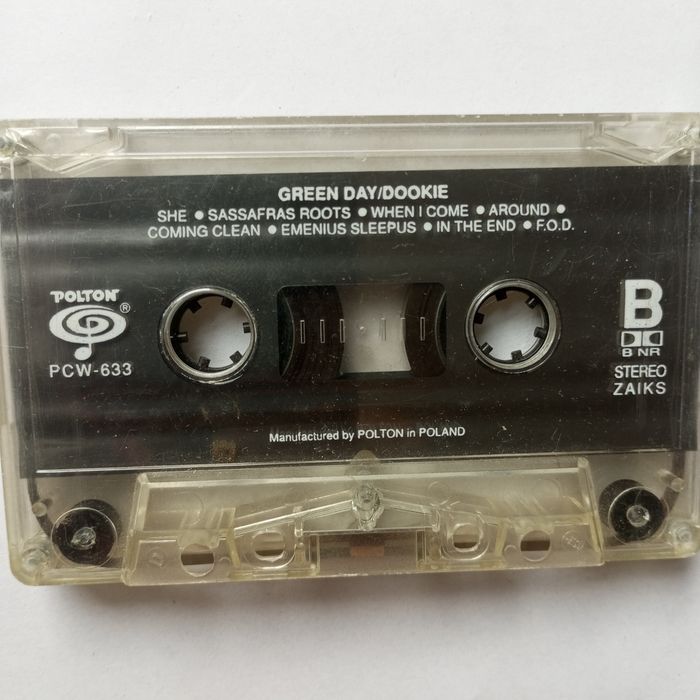 GREEN DAY/DOOKIE
SHE • SASSAFRAS ROOTS • WHEN I COME • AROUND •
COMING CLEAN • EMENIUS SLEEPUS • IN THE END • F.O.D.
POLTON
®
PCW-633
B
B NR
STEREO
ZAIKS
Manufactured by POLTON in POLAND